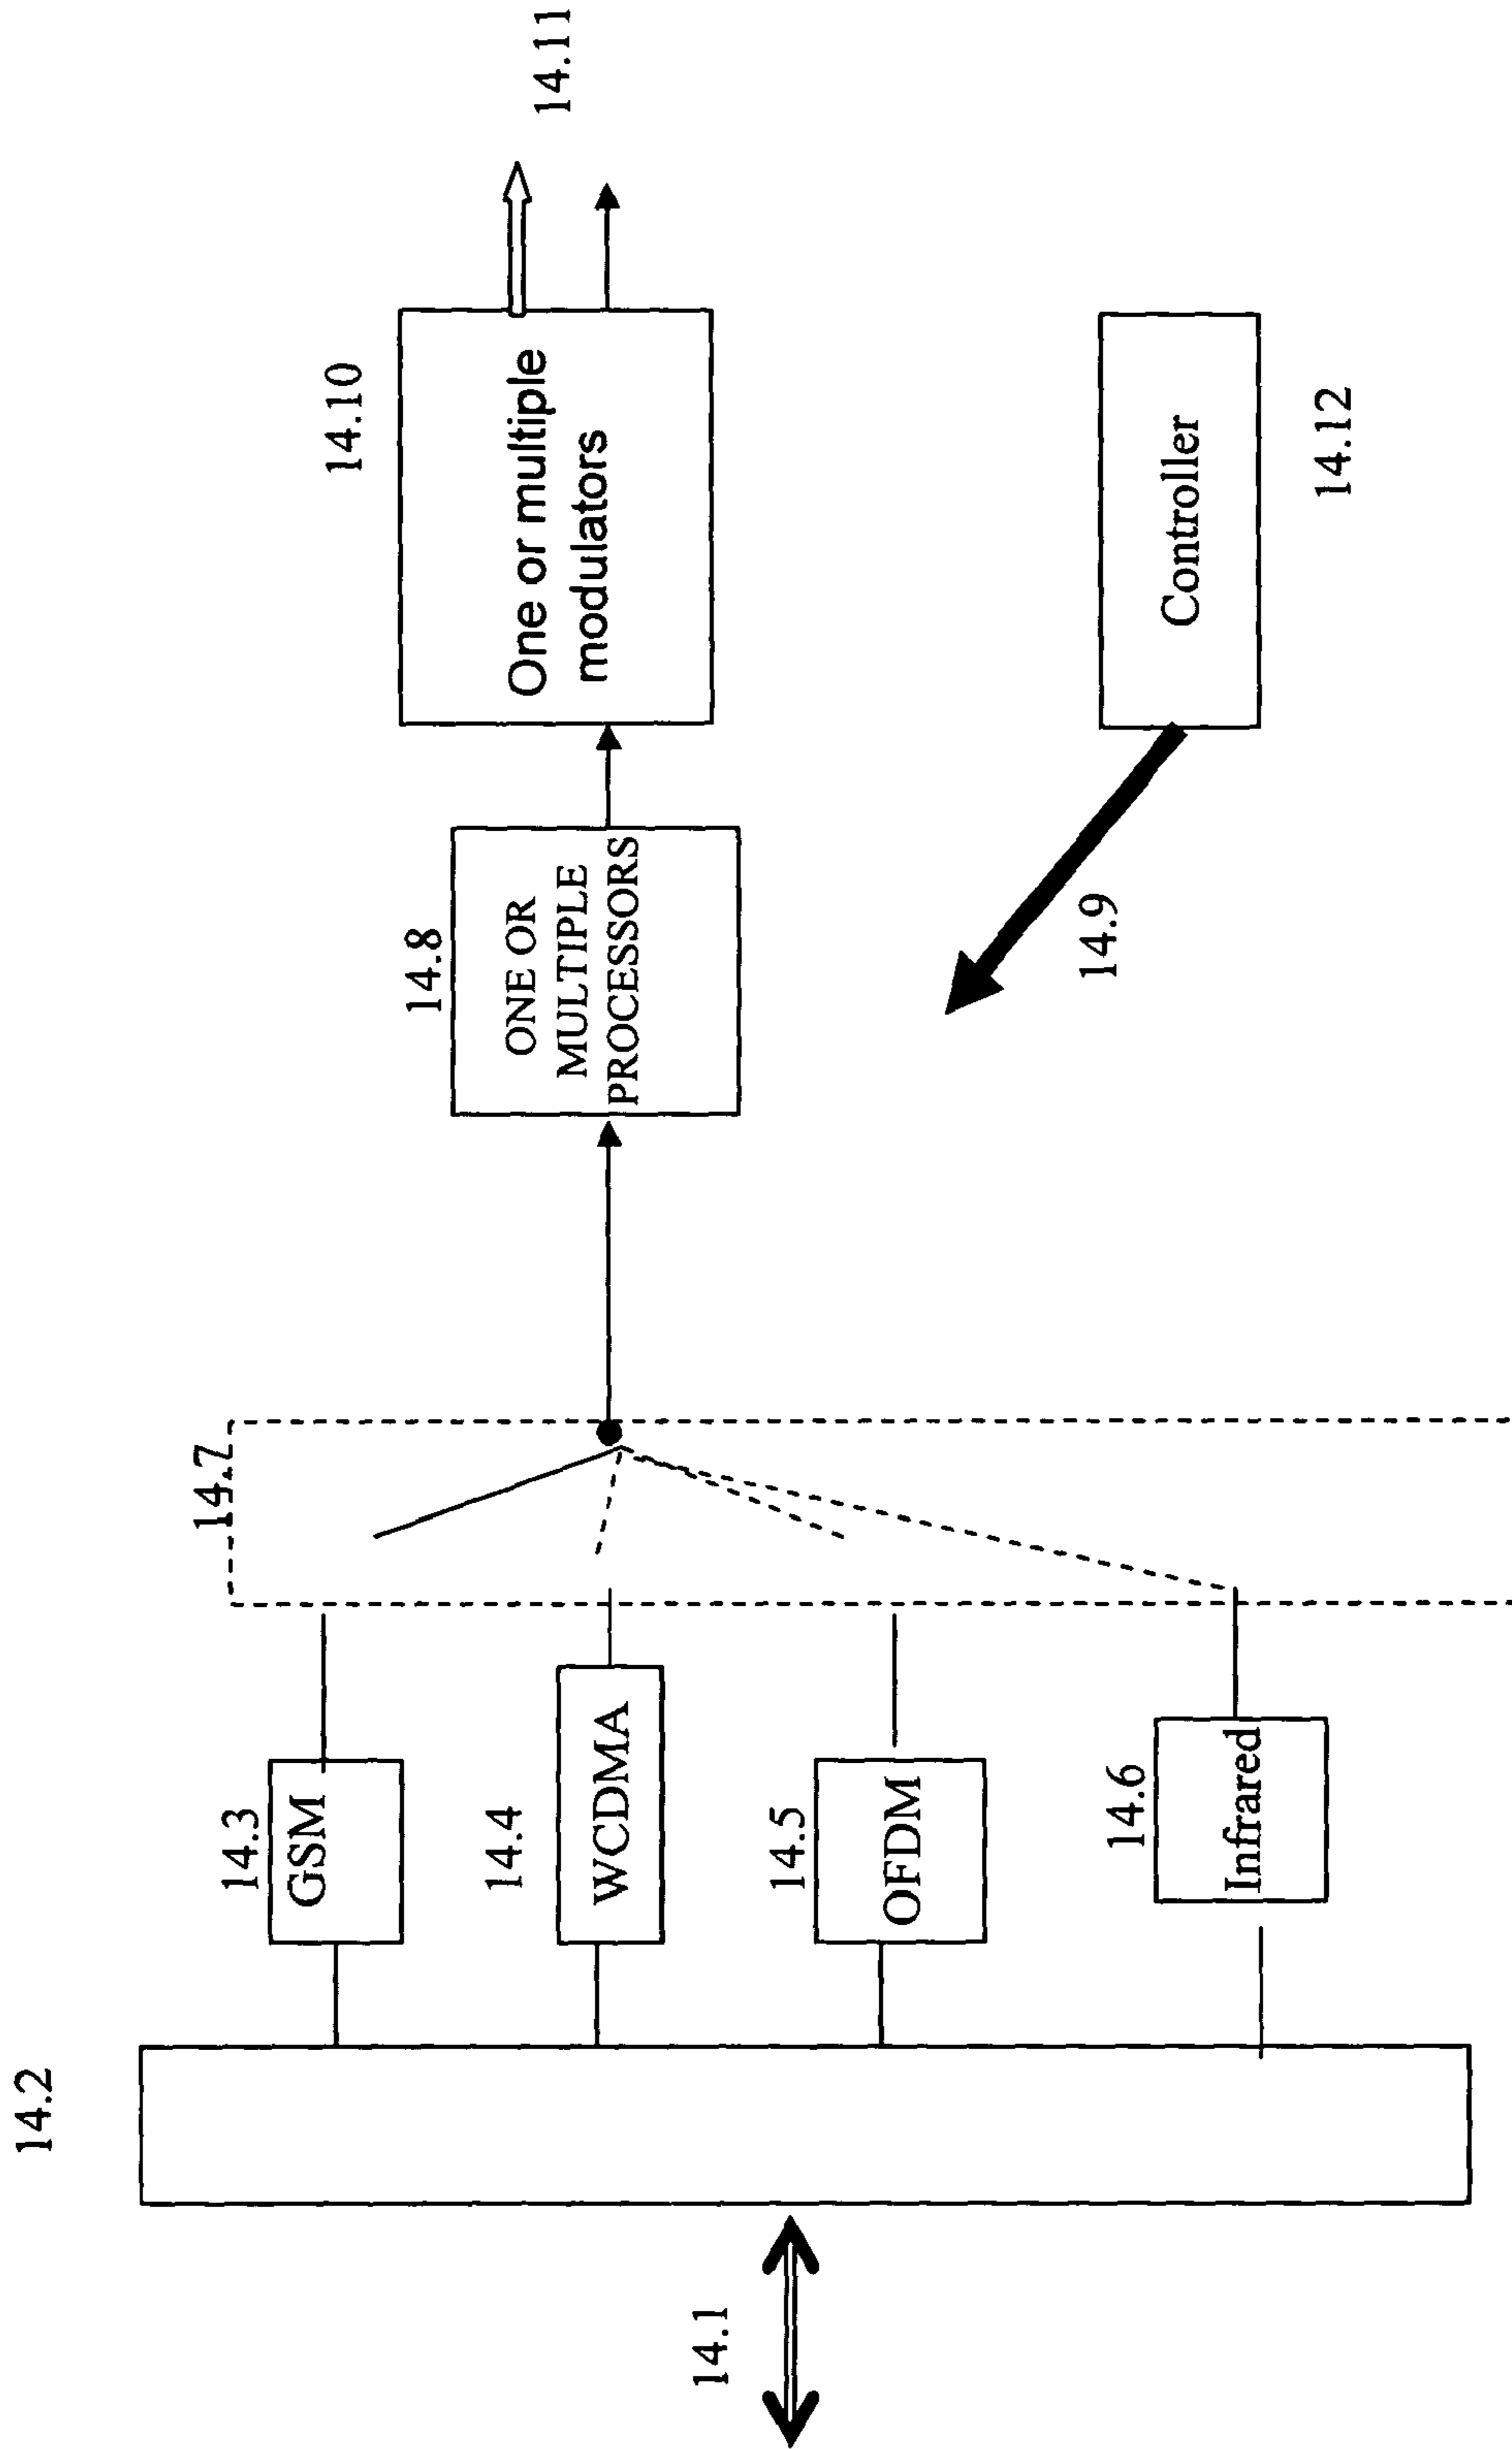 14.1
14.2
14.3
GSM
14.4
WCDMA
14.5
OFDM
14.6
Infrared
14.7
14.8
ONE OR
MULTIPLE
PROCESSORS
14.9
14.10
One or multiple
modulators
14.11
Controller
14.12